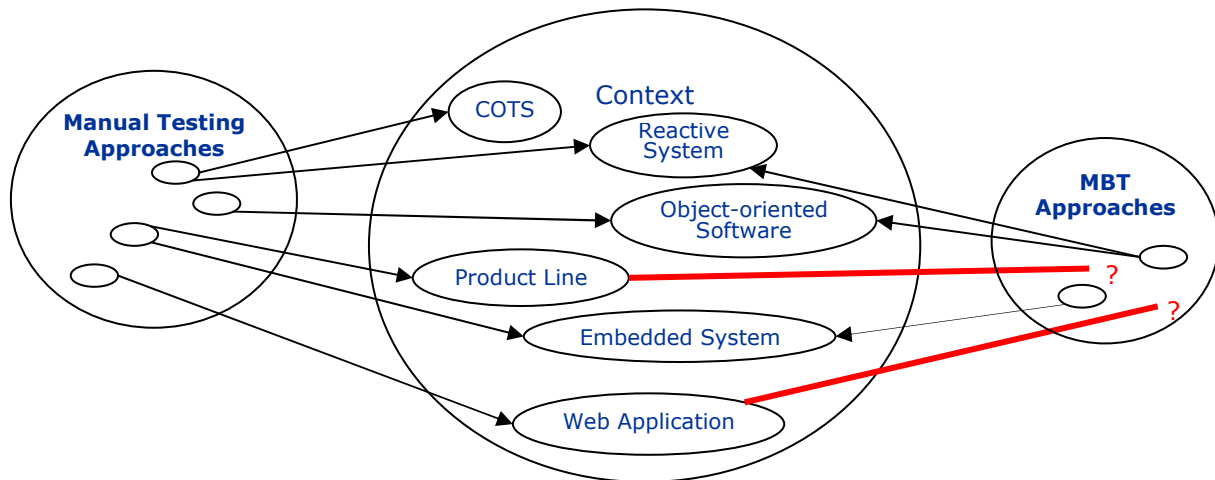 Manual Testing
Approaches
COTS
Context
Reactive
System
Object-oriented
Software
Product Line
Embedded System
Web Application
MBT
Approaches
?
?